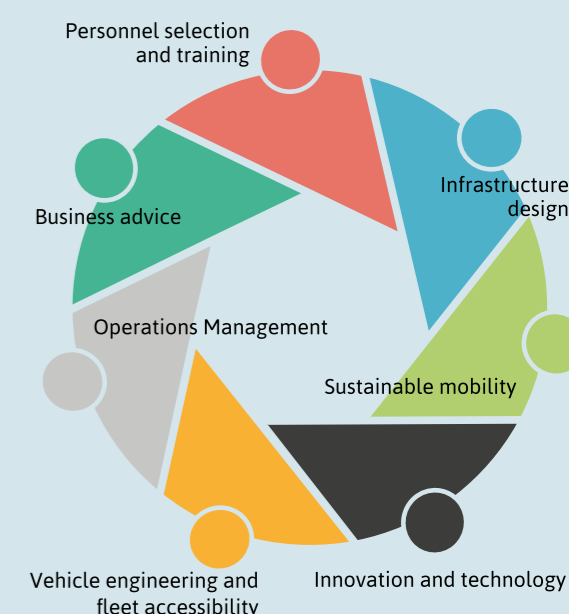 Personnel selection
and training
Infrastructure
design
Business advice
Operations Management
Sustainable mobility
Vehicle engineering and
fleet accessibility
Innovation and technology